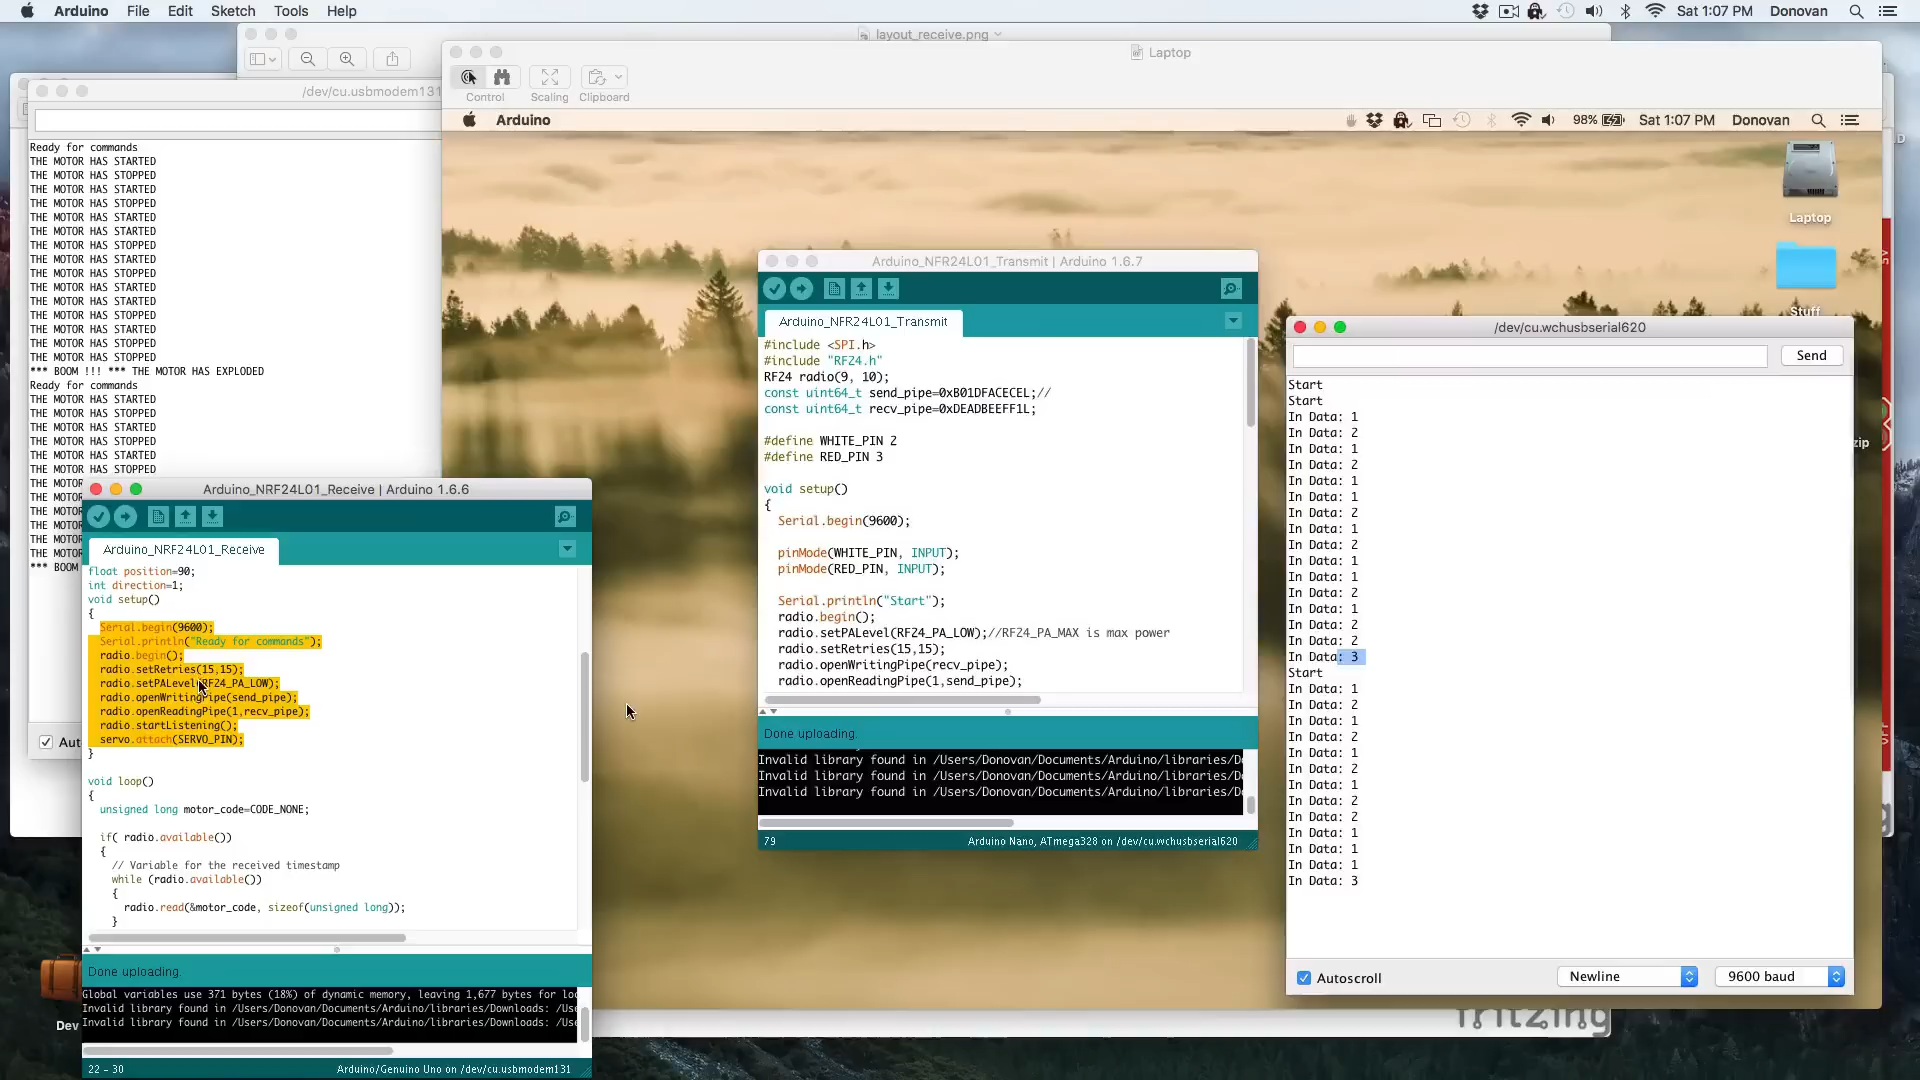 Arduino File Edit Sketch Tools Help
Sat 1:07 PM Donovan
layout_receive.png
Laptop
Control Scaling Clipboard
Arduino
98% Sat 1:07 PM Donovan
Laptop
Stuff
zip
/dev/cu.usbmodem131
Ready for commands
THE MOTOR HAS STARTED
THE MOTOR HAS STOPPED
THE MOTOR HAS STARTED
THE MOTOR HAS STOPPED
THE MOTOR HAS STARTED
THE MOTOR HAS STOPPED
THE MOTOR HAS STARTED
THE MOTOR HAS STOPPED
THE MOTOR HAS STARTED
THE MOTOR HAS STOPPED
THE MOTOR HAS STARTED
THE MOTOR HAS STOPPED
THE MOTOR HAS STARTED
THE MOTOR HAS STOPPED
THE MOTOR HAS STOPPED
*** BOOM !!! *** THE MOTOR HAS EXPLODED
Ready for commands
THE MOTOR HAS STARTED
THE MOTOR HAS STOPPED
THE MOTOR HAS STARTED
THE MOTOR HAS STOPPED
THE MOTOR HAS STARTED
THE MOTOR HAS STOPPED
THE MOTOR
THE MOTOR
THE MOTOR
THE MOTOR
THE MOTOR
THE MOTOR
*** BOOM
Aut
Arduino_NRF24L01_Receive | Arduino 1.6.6
Arduino_NRF24L01_Receive
float position=90;
int direction=1;
void setup()
{
Serial.begin(9600);
Serial.println("Ready for commands");
radio.begin();
radio.setRetries(15,15);
radio.setPALevel(RF24_PA_LOW);
radio.openWritingPipe(send_pipe);
radio.openReadingPipe(1,recv_pipe);
radio.startListening();
servo.attach(SERVO_PIN);
}
void loop()
{
unsigned long motor_code=CODE_NONE;
if( radio.available())
{
// Variable for the received timestamp
while (radio.available())
{
radio.read(&motor_code, sizeof(unsigned long));
}
Done uploading.
Global variables use 371 bytes (18%) of dynamic memory, leaving 1,677 bytes for loc
Invalid library found in /Users/Donovan/Documents/Arduino/libraries/Downloads: /Use
Invalid library found in /Users/Donovan/Documents/Arduino/libraries/Downloads: /Use
22 - 30 Arduino/Genuino Uno on /dev/cu.usbmodem131
Dev
Arduino_NFR24L01_Transmit | Arduino 1.6.7
Arduino_NFR24L01_Transmit
#include <SPI.h>
#include "RF24.h"
RF24 radio(9, 10);
const uint64_t send_pipe=0xB01DFACECEL;//
const uint64_t recv_pipe=0xDEADBEEFF1L;
#define WHITE_PIN 2
#define RED_PIN 3
void setup()
{
Serial.begin(9600);
pinMode(WHITE_PIN, INPUT);
pinMode(RED_PIN, INPUT);
Serial.println("Start");
radio.begin();
radio.setPALevel(RF24_PA_LOW);//RF24_PA_MAX is max power
radio.setRetries(15,15);
radio.openWritingPipe(recv_pipe);
radio.openReadingPipe(1,send_pipe);
Done uploading.
Invalid library found in /Users/Donovan/Documents/Arduino/libraries/D
Invalid library found in /Users/Donovan/Documents/Arduino/libraries/D
Invalid library found in /Users/Donovan/Documents/Arduino/libraries/D
79 Arduino Nano, ATmega328 on /dev/cu.wchusbserial620
/dev/cu.wchusbserial620
Send
Start
Start
In Data: 1
In Data: 2
In Data: 1
In Data: 2
In Data: 1
In Data: 1
In Data: 2
In Data: 1
In Data: 2
In Data: 1
In Data: 1
In Data: 2
In Data: 1
In Data: 2
In Data: 2
In Data: 3
Start
In Data: 1
In Data: 2
In Data: 1
In Data: 2
In Data: 1
In Data: 2
In Data: 1
In Data: 2
In Data: 2
In Data: 1
In Data: 1
In Data: 1
In Data: 3
Autoscroll Newline 9600 baud
fritzing